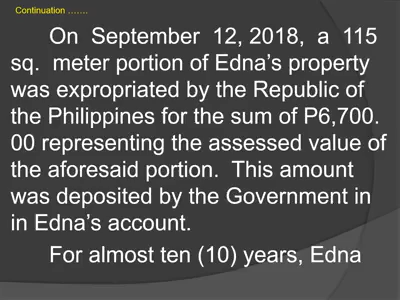 Continuation …….
On September 12, 2018, a 115
sq. meter portion of Edna’s property
was expropriated by the Republic of
the Philippines for the sum of P6,700.
00 representing the assessed value of
the aforesaid portion. This amount
was deposited by the Government in
in Edna’s account.
For almost ten (10) years, Edna